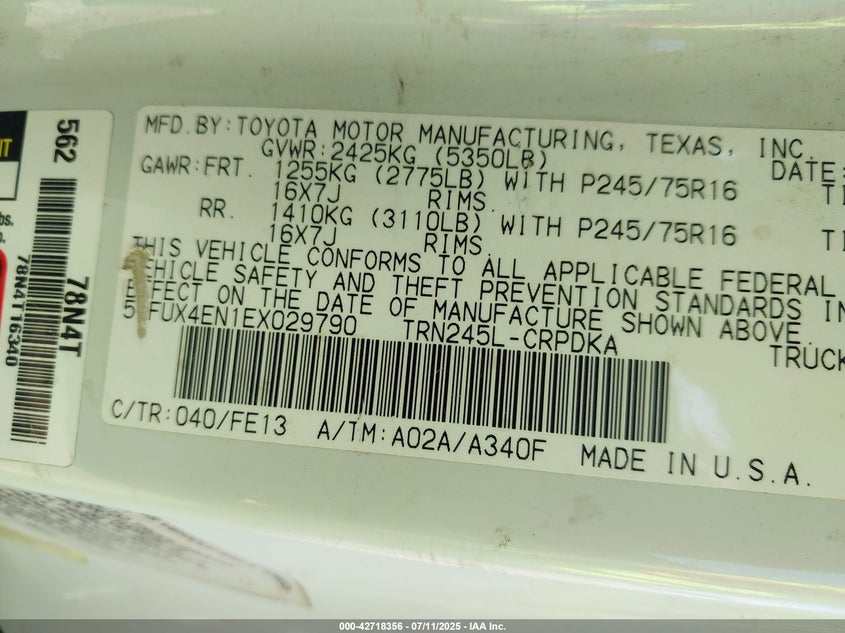 MFD.BY:TOYOTA MOTOR MANUFACTURING, TEXAS, INC.
DATE:
GVWR:2425KG (5350LB)
GAWR:FRT. 1255KG (2775LB) WITH P245/75R16
16X7J RIMS,
RR. 1410KG (3110LB) WITH P245/75R16
16X7J RIMS,
THIS VEHICLE CONFORMS TO ALL APPLICABLE FEDERAL
VEHICLE SAFETY AND THEFT PREVENTION STANDARDS IN
EFFECT ON THE DATE OF MANUFACTURE SHOWN ABOVE.
FUX4EN1EX029790 TRN245L-CRPDKA TRUCK
C/TR:040/FE13 A/TM:A02A/A340F MADE IN U.S.A.
562
78N4T
78N4T16340
lbs.
000-42718356 - 07/11/2025 - IAA Inc.